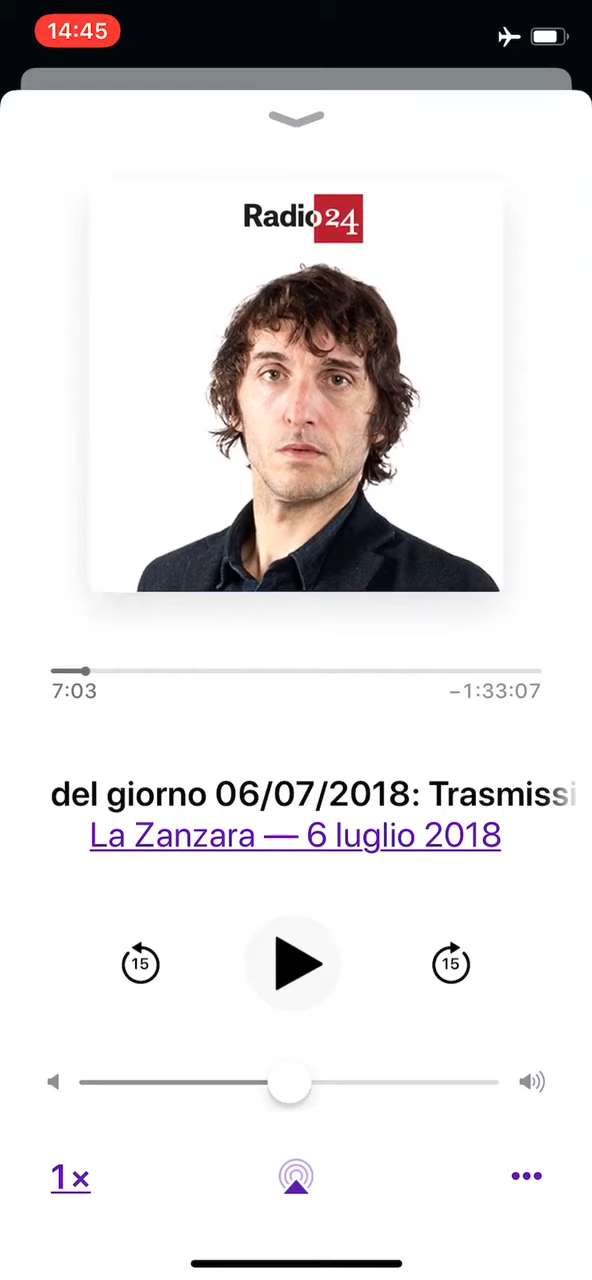 14:45
Radio24
7:03
–1:33:07
del giorno 06/07/2018: Trasmissi
La Zanzara — 6 luglio 2018
15
15
1×